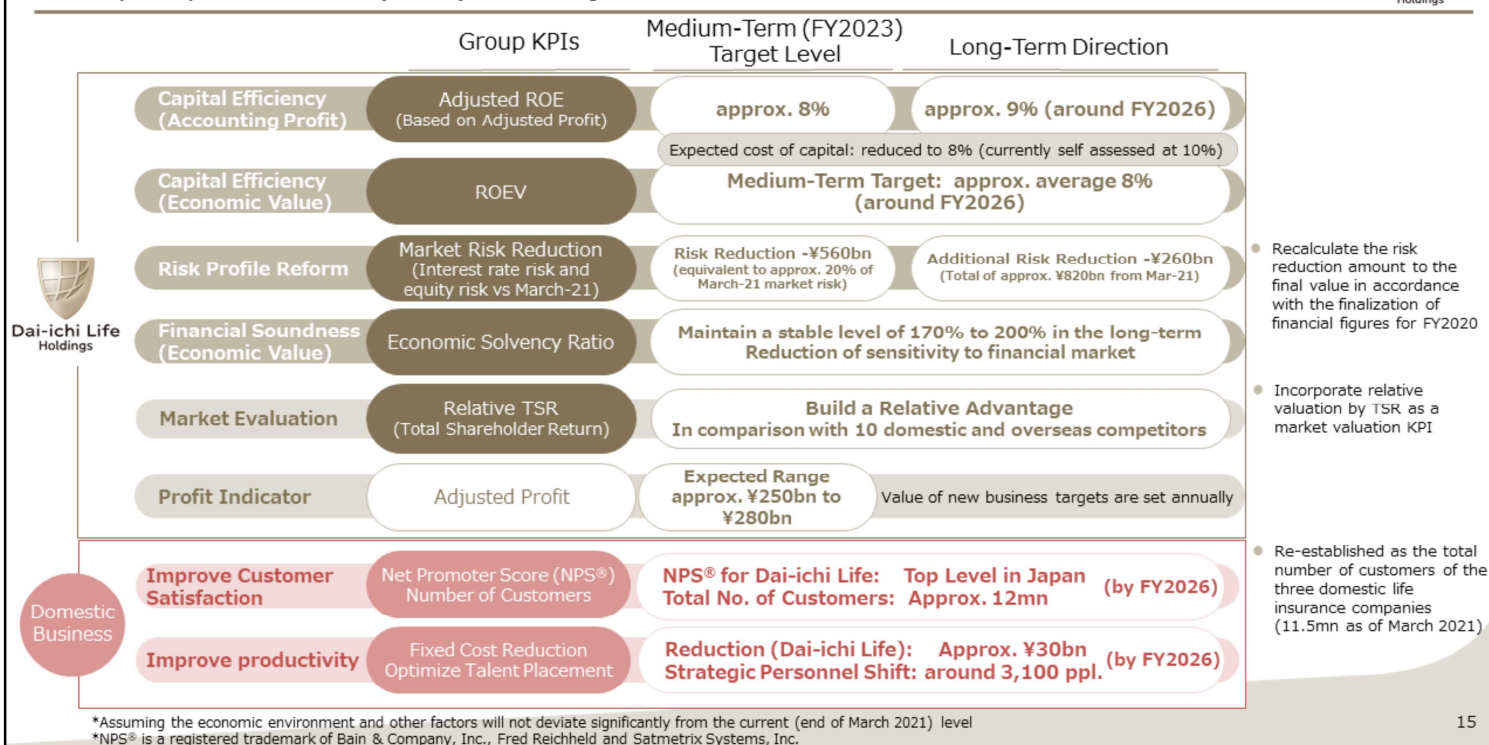 Holdings
Group KPIs
Medium-Term (FY2023)
Target Level
Long-Term Direction
Capital Efficiency
(Accounting Profit)
Adjusted ROE
(Based on Adjusted Profit)
approx. 8%
approx. 9% (around FY2026)
Expected cost of capital: reduced to 8% (currently self assessed at 10%)
Capital Efficiency
(Economic Value)
ROEV
Medium-Term Target: approx. average 8%
(around FY2026)
Dai-ichi Life
Holdings
Risk Profile Reform
Market Risk Reduction
(Interest rate risk and
equity risk vs March-21)
Risk Reduction -¥560bn
(equivalent to approx. 20% of
March-21 market risk)
Additional Risk Reduction -¥260bn
(Total of approx. ¥820bn from Mar-21)
Recalculate the risk
reduction amount to the
final value in accordance
with the finalization of
financial figures for FY2020
Financial Soundness
(Economic Value)
Economic Solvency Ratio
Maintain a stable level of 170% to 200% in the long-term
Reduction of sensitivity to financial market
Market Evaluation
Relative TSR
(Total Shareholder Return)
Build a Relative Advantage
In comparison with 10 domestic and overseas competitors
Incorporate relative
valuation by TSR as a
market valuation KPI
Profit Indicator
Adjusted Profit
Expected Range
approx. ¥250bn to
¥280bn
Value of new business targets are set annually
Domestic
Business
Improve Customer
Satisfaction
Net Promoter Score (NPS®)
Number of Customers
NPS® for Dai-ichi Life: Top Level in Japan
Total No. of Customers: Approx. 12mn
(by FY2026)
Re-established as the total
number of customers of the
three domestic life
insurance companies
(11.5mn as of March 2021)
Improve productivity
Fixed Cost Reduction
Optimize Talent Placement
Reduction (Dai-ichi Life): Approx. ¥30bn
Strategic Personnel Shift: around 3,100 ppl.
(by FY2026)
*Assuming the economic environment and other factors will not deviate significantly from the current (end of March 2021) level
*NPS® is a registered trademark of Bain & Company, Inc., Fred Reichheld and Satmetrix Systems, Inc.
15